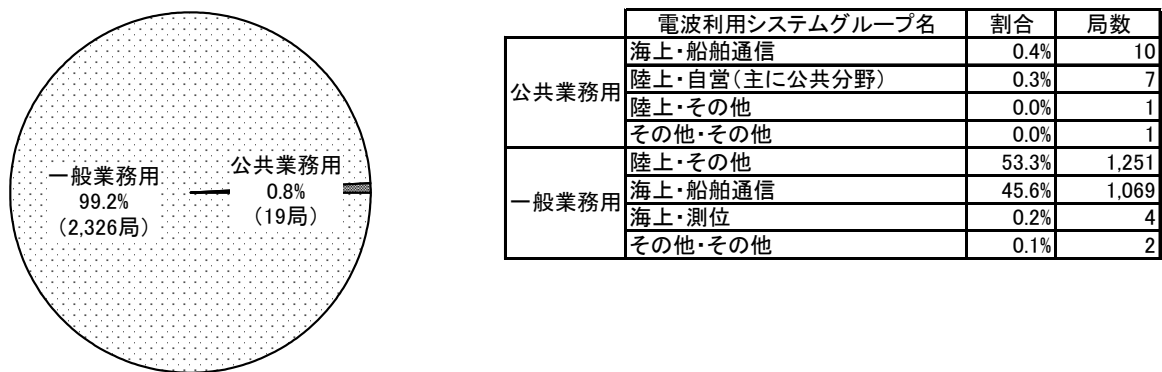 一般業務用
99.2%
(2,326局)
公共業務用
0.8%
(19局)
電波利用システムグループ名 割合 局数
公共業務用
海上・船舶通信 0.4% 10
陸上・自営(主に公共分野) 0.3% 7
陸上・その他 0.0% 1
その他・その他 0.0% 1
一般業務用
陸上・その他 53.3% 1,251
海上・船舶通信 45.6% 1,069
海上・測位 0.2% 4
その他・その他 0.1% 2